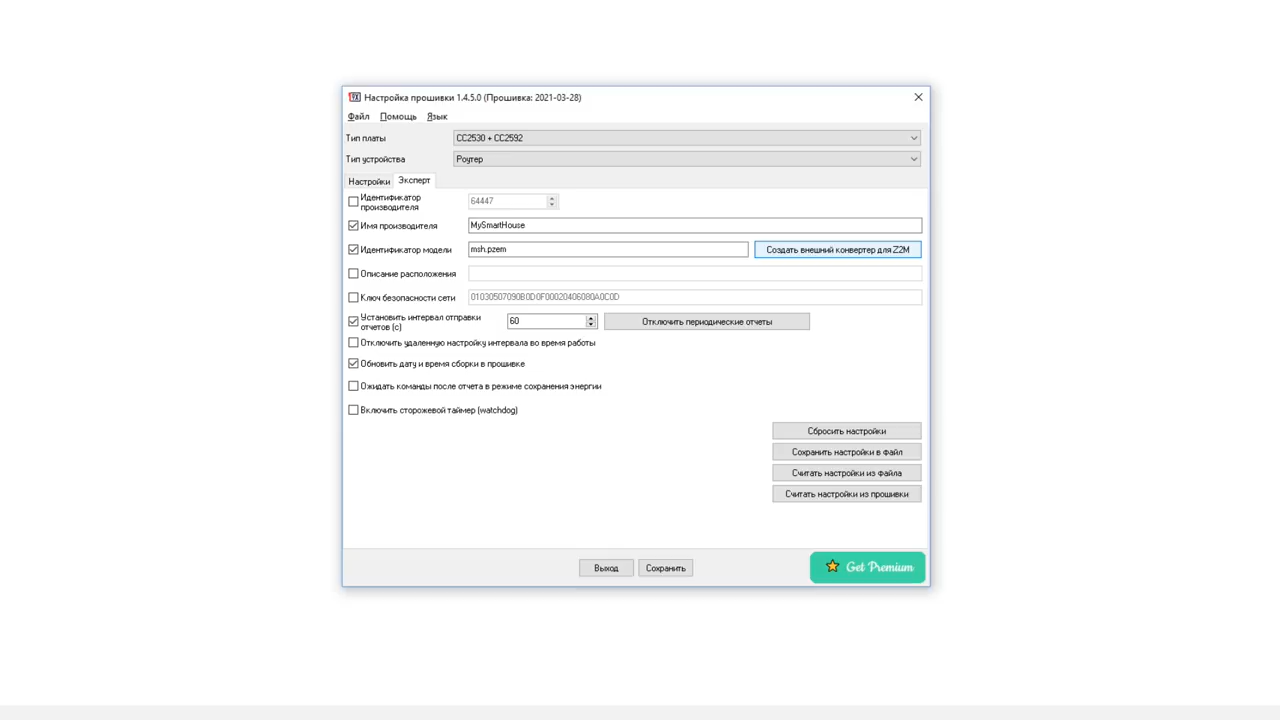 Настройка прошивки 1.4.5.0 (Прошивка: 2021-03-28)
Файл Помощь Язык
Тип платы CC2530 + CC2592
Тип устройства Роутер
Настройки Эксперт
Идентификатор
производителя 64447
Имя производителя MySmartHouse
Идентификатор модели msh.pzem Создать внешний конвертер для Z2M
Описание расположения
Ключ безопасности сети 01030507090B0D0F00020406080A0C0D
Установить интервал отправки
отчетов (с) 60 Отключить периодические отчеты
Отключить удаленную настройку интервала во время работы
Обновить дату и время сборки в прошивке
Ожидать команды после отчета в режиме сохранения энергии
Включить сторожевой таймер (watchdog)
Сбросить настройки
Сохранить настройки в файл
Считать настройки из файла
Считать настройки из прошивки
Выход Сохранить Get Premium